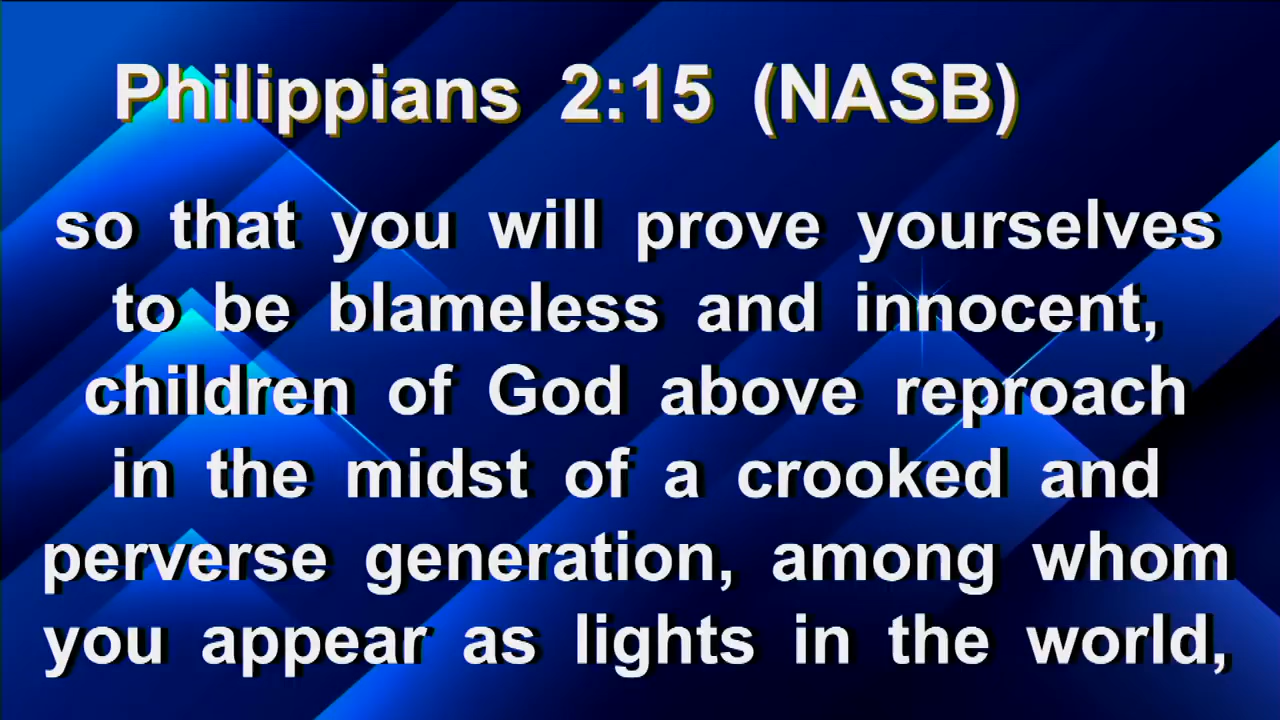 Philippians 2:15 (NASB)
so that you will prove yourselves
to be blameless and innocent,
children of God above reproach
in the midst of a crooked and
perverse generation, among whom
you appear as lights in the world,